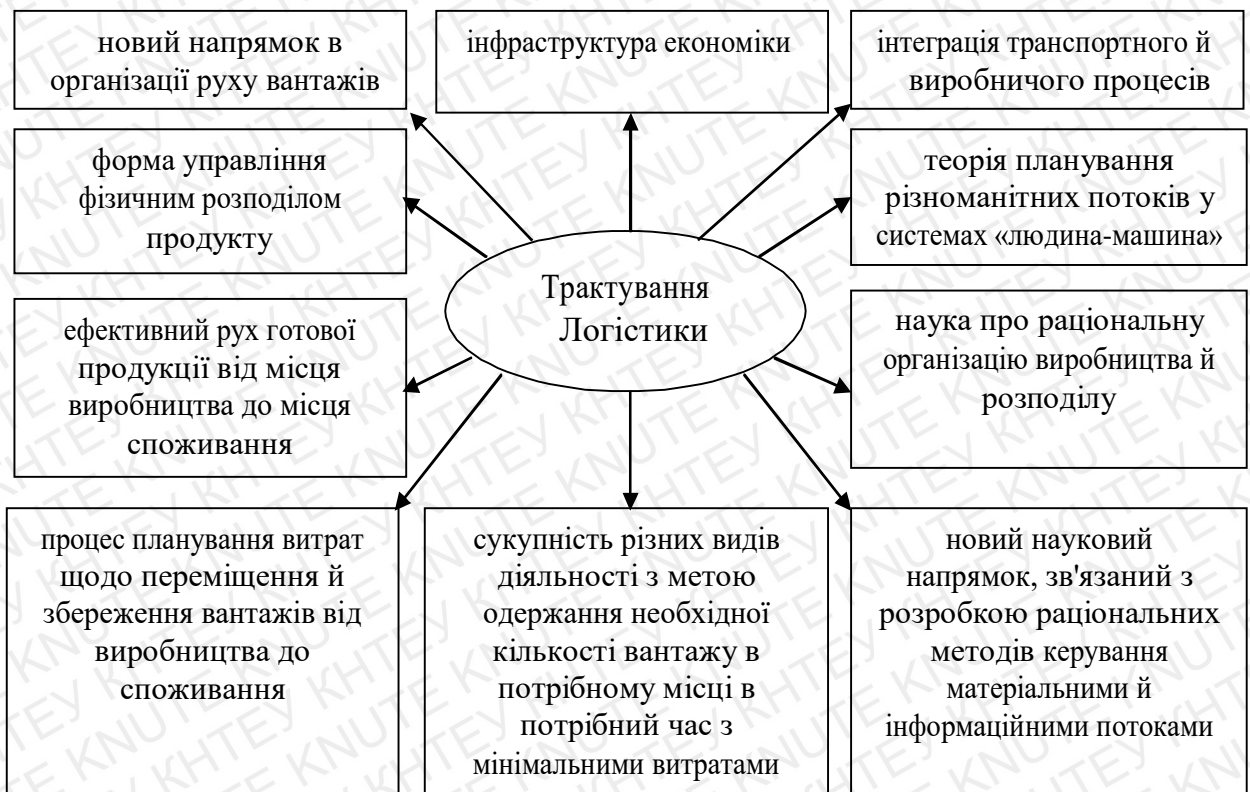 новий напрямок в
організації руху вантажів
інфраструктура економіки
інтеграція транспортного й
виробничого процесів
форма управління
фізичним розподілом
продукту
теорія планування
різноманітних потоків у
системах «людина-машина»
Трактування
Логістики
ефективний рух готової
продукції від місця
виробництва до місця
споживання
наука про раціональну
організацію виробництва й
розподілу
процес планування витрат
щодо переміщення й
збереження вантажів від
виробництва до
споживання
сукупність різних видів
діяльності з метою
одержання необхідної
кількості вантажу в
потрібному місці в
потрібний час з
мінімальними витратами
новий науковий
напрямок, зв'язаний з
розробкою раціональних
методів керування
матеріальними й
інформаційними потоками